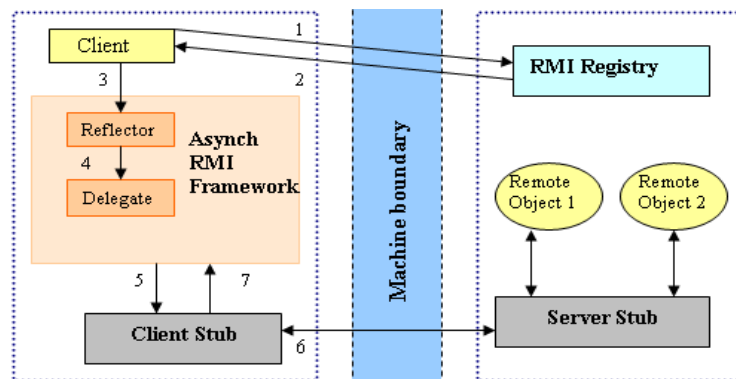 1
Client
RMI Registry
3
2
Reflector
Asynch
RMI
Framework
4
Delegate
Remote
Object 1
Remote
Object 2
Machine boundary
5
7
Client Stub
6
Server Stub